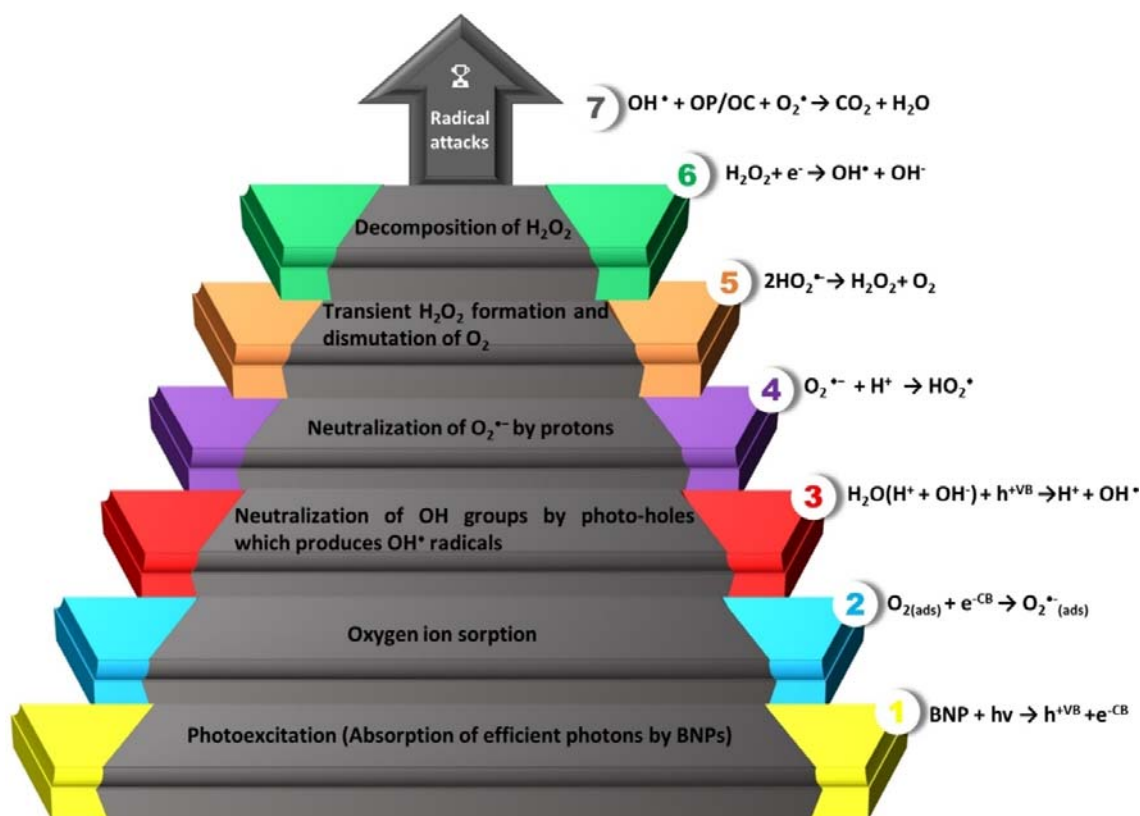 Radical
attacks
7 OH• + OP/OC + O₂•→ CO₂ + H₂O
6 H₂O₂+ e⁻→ OH• + OH⁻
Decomposition of H₂O₂
5 2HO₂•⁻→ H₂O₂+ O₂
Transient H₂O₂ formation and
dismutation of O₂
4 O₂•⁻ + H⁺ → HO₂•
Neutralization of O₂•⁻ by protons
3 H₂O(H⁺ + OH⁻) + h⁺ⱽᴮ →H⁺ + OH•
Neutralization of OH groups by photo-holes
which produces OH• radicals
2 O₂(ads) + e⁻ᶜᴮ → O₂•⁻(ads)
Oxygen ion sorption
1 BNP + hv → h⁺ⱽᴮ +e⁻ᶜᴮ
Photoexcitation (Absorption of efficient photons by BNPs)